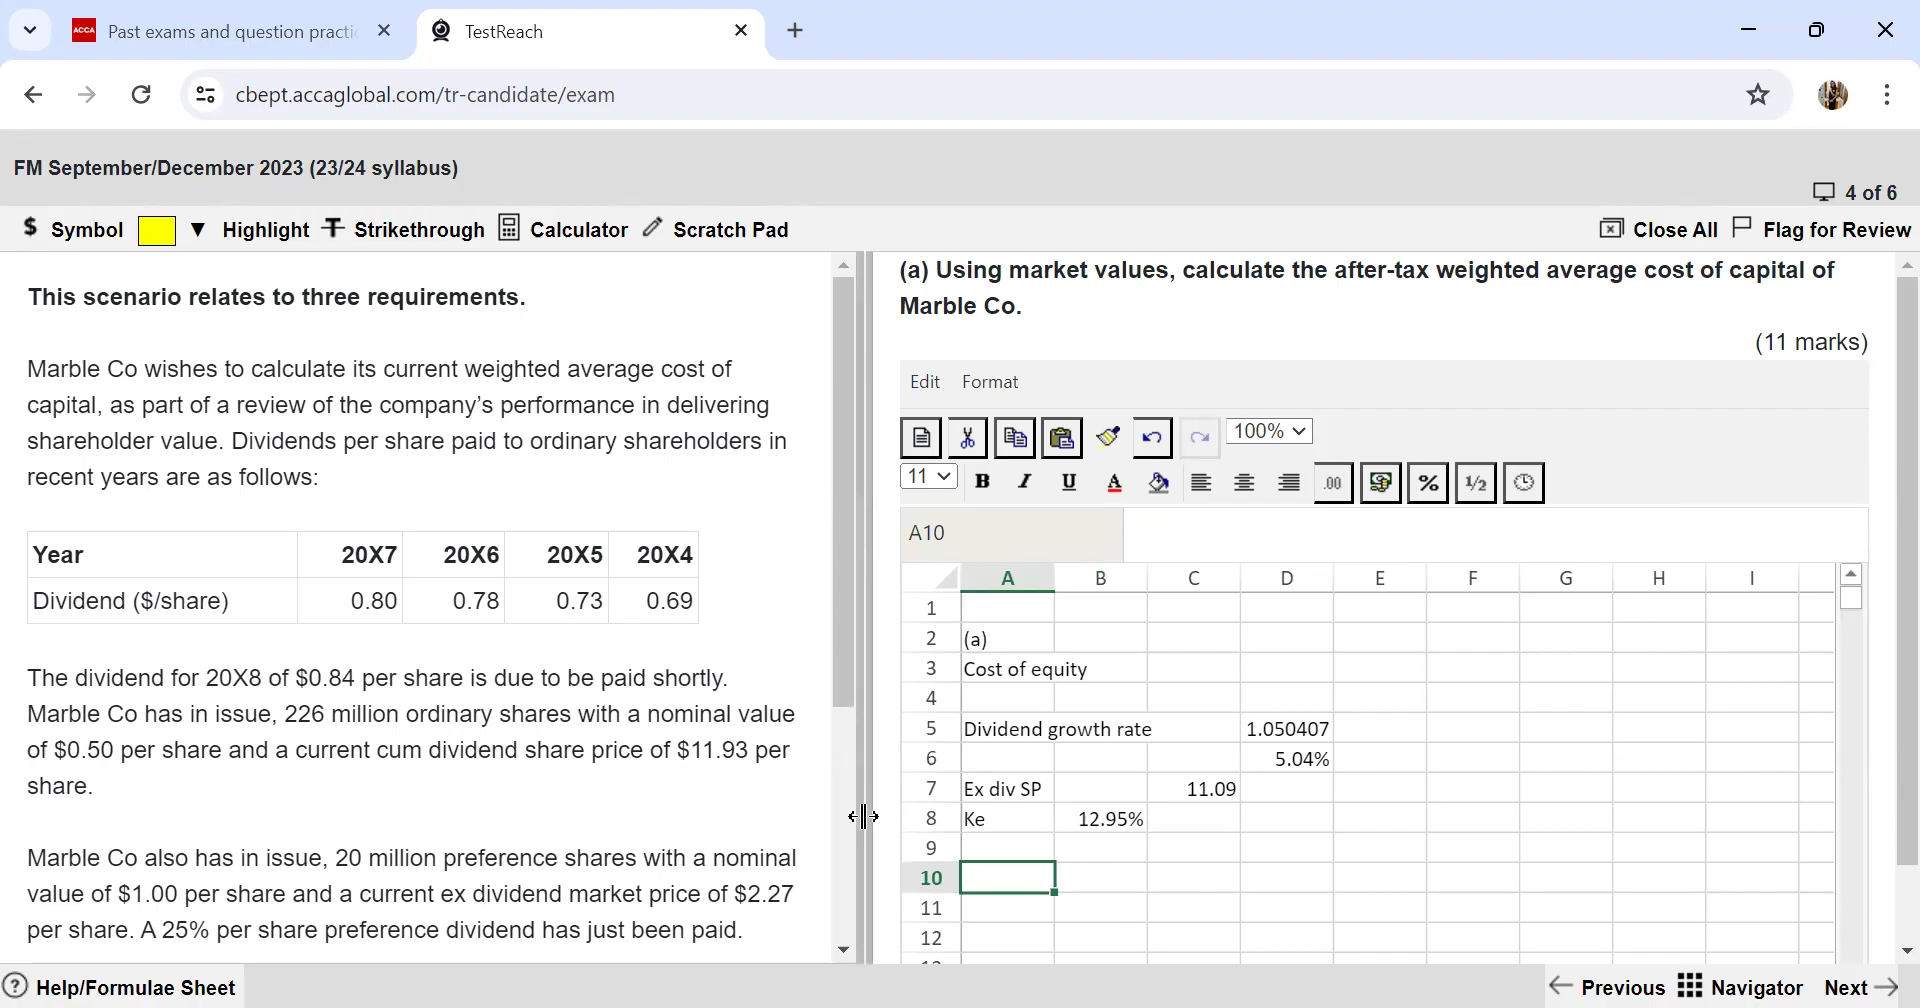 ACCA Past exams and question practi
TestReach
cbept.accaglobal.com/tr-candidate/exam
FM September/December 2023 (23/24 syllabus)
4 of 6
$ Symbol ▼ Highlight T Strikethrough Calculator Scratch Pad
Close All Flag for Review
This scenario relates to three requirements.
Marble Co wishes to calculate its current weighted average cost of
capital, as part of a review of the company’s performance in delivering
shareholder value. Dividends per share paid to ordinary shareholders in
recent years are as follows:
Year 20X7 20X6 20X5 20X4
Dividend ($/share) 0.80 0.78 0.73 0.69
The dividend for 20X8 of $0.84 per share is due to be paid shortly.
Marble Co has in issue, 226 million ordinary shares with a nominal value
of $0.50 per share and a current cum dividend share price of $11.93 per
share.
Marble Co also has in issue, 20 million preference shares with a nominal
value of $1.00 per share and a current ex dividend market price of $2.27
per share. A 25% per share preference dividend has just been paid.
(a) Using market values, calculate the after-tax weighted average cost of capital of
Marble Co.
(11 marks)
Edit Format
100%
11 B I U A .00 % 1/2
A10
A B C D E F G H I
1
2 (a)
3 Cost of equity
4
5 Dividend growth rate 1.050407
6 5.04%
7 Ex div SP 11.09
8 Ke 12.95%
9
10
11
12
? Help/Formulae Sheet
Previous Navigator Next